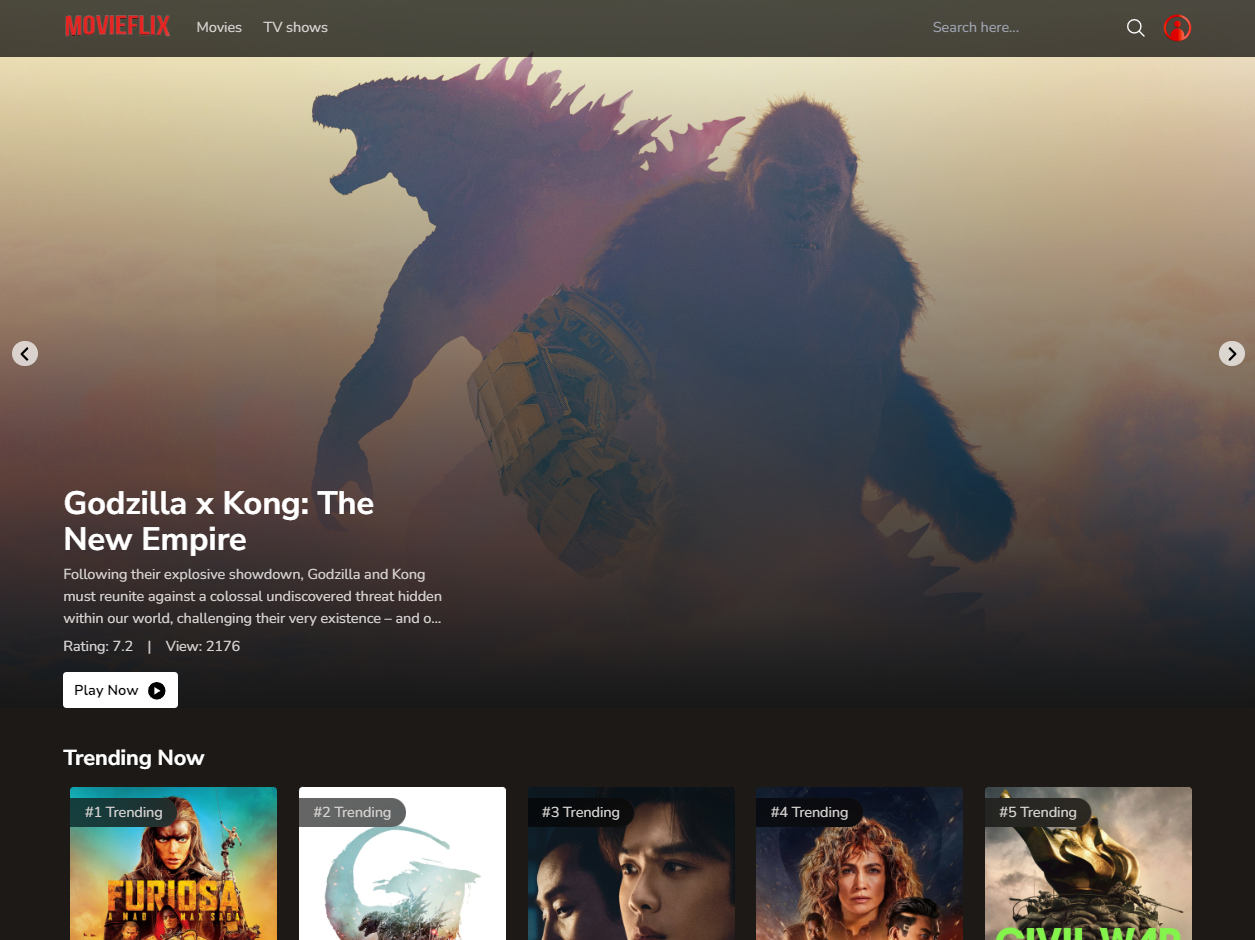 MOVIEFLIX Movies TV shows Search here...
Godzilla x Kong: The
New Empire
Following their explosive showdown, Godzilla and Kong
must reunite against a colossal undiscovered threat hidden
within our world, challenging their very existence – and o...
Rating: 7.2 | View: 2176
Play Now
Trending Now
#1 Trending #2 Trending #3 Trending #4 Trending #5 Trending
FURIOSA
A MAD MAX SAGA
CIVIL WAR